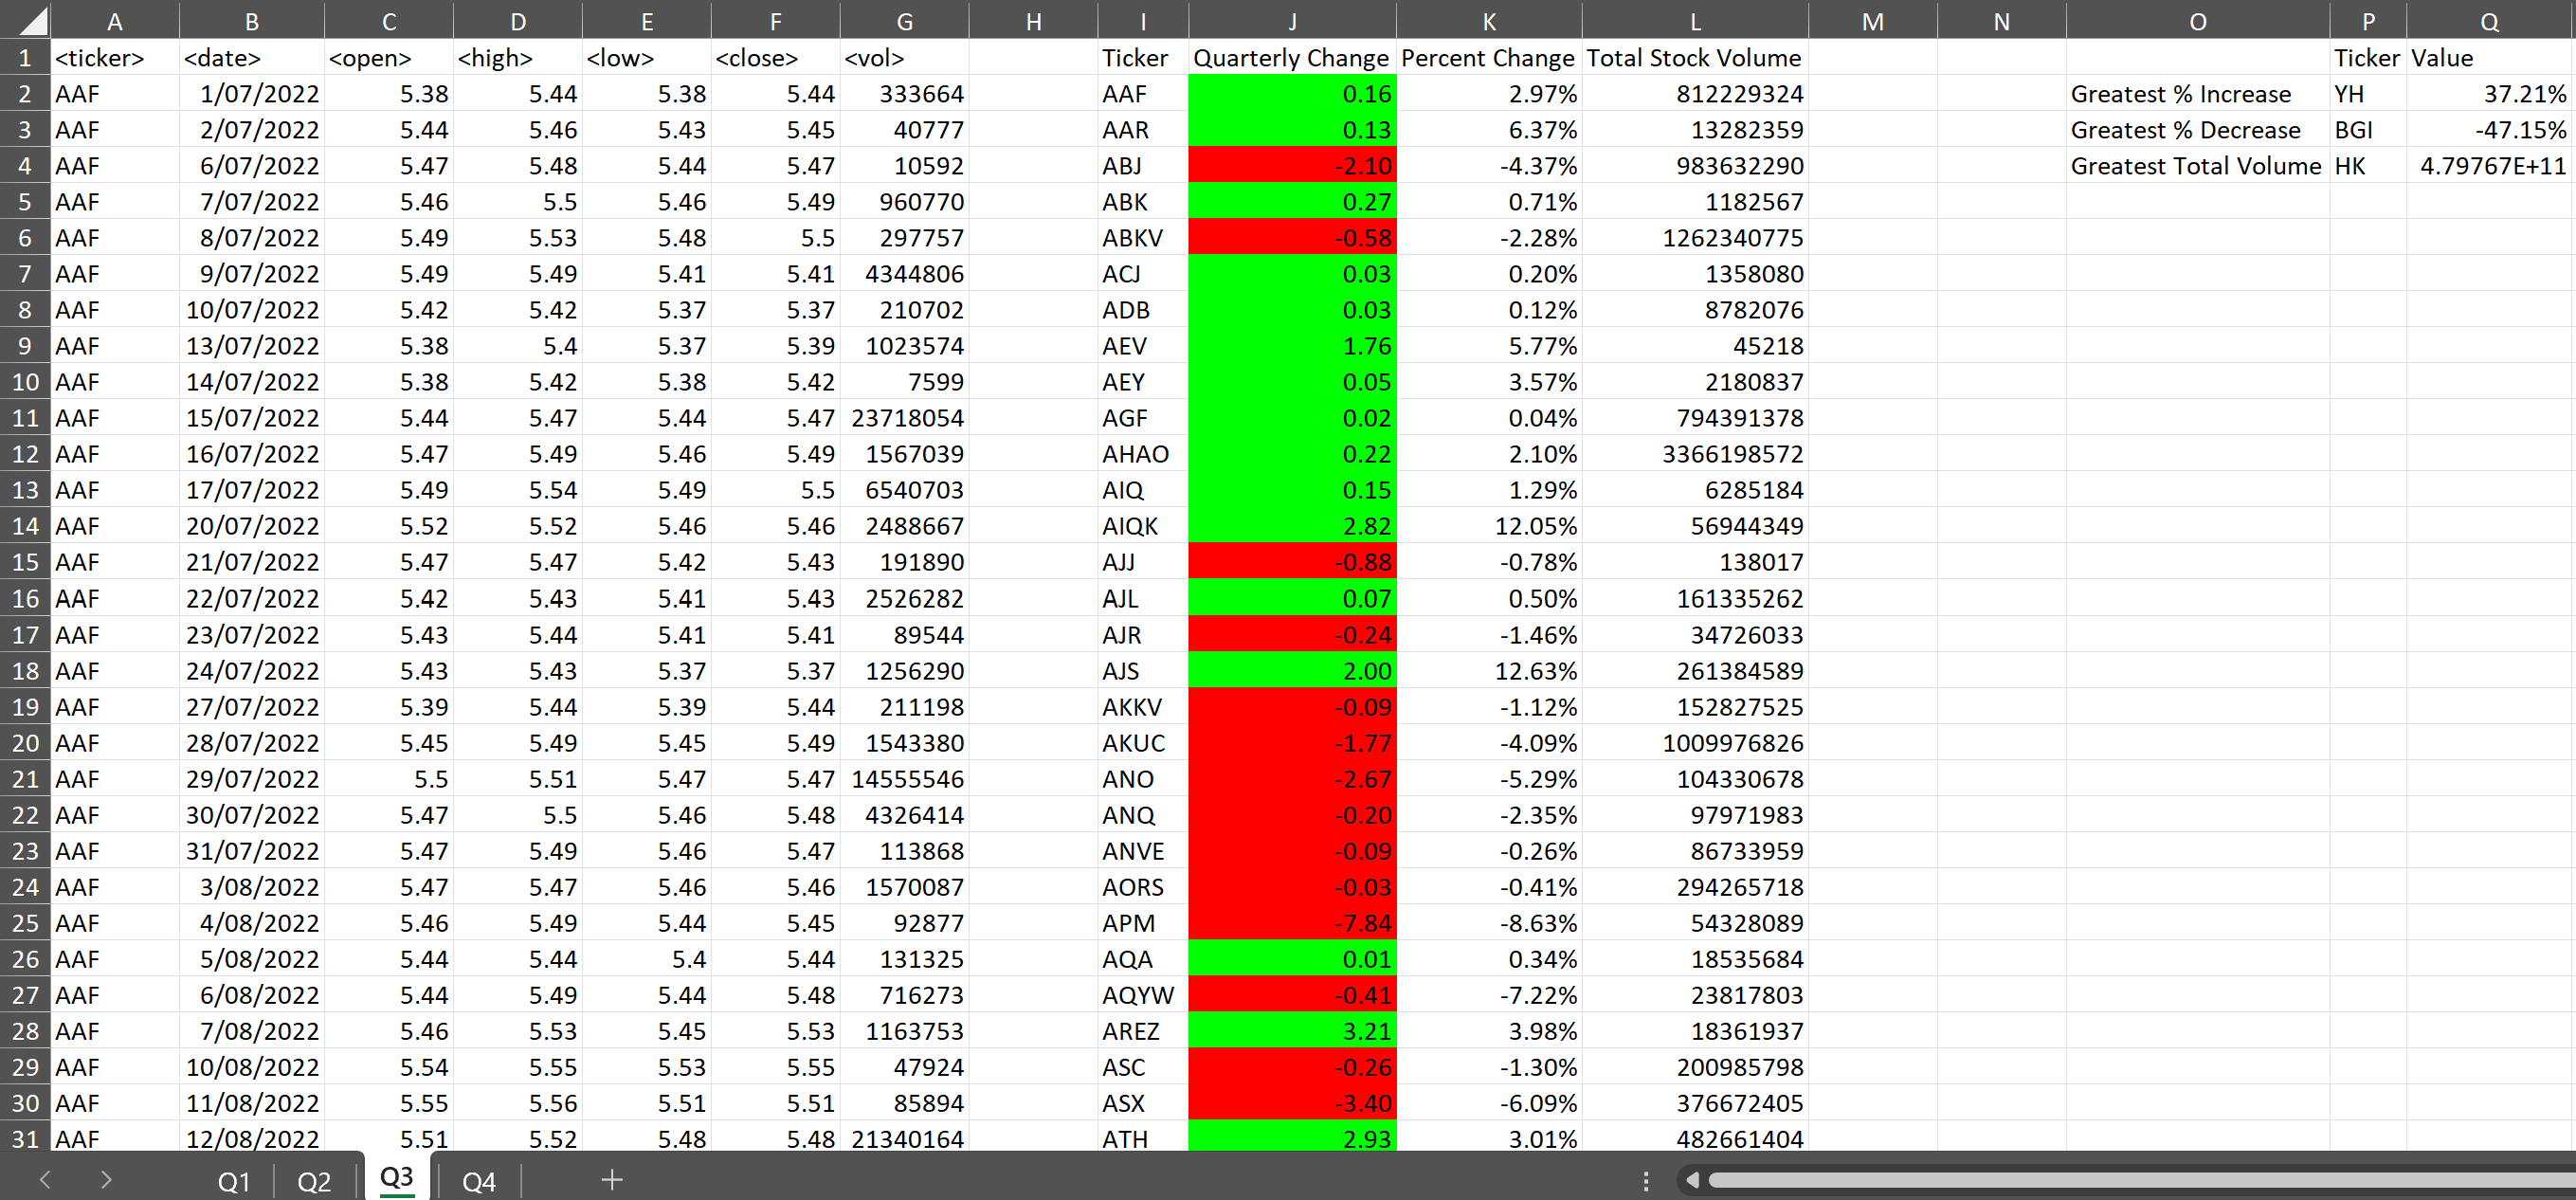 A B C D E F G H I J K L M N O P Q
1 <ticker> <date> <open> <high> <low> <close> <vol> Ticker Quarterly Change Percent Change Total Stock Volume Ticker Value
2 AAF 1/07/2022 5.38 5.44 5.38 5.44 333664 AAF 0.16 2.97% 812229324 Greatest % Increase YH 37.21%
3 AAF 2/07/2022 5.44 5.46 5.43 5.45 40777 AAR 0.13 6.37% 13282359 Greatest % Decrease BGI -47.15%
4 AAF 6/07/2022 5.47 5.48 5.44 5.47 10592 ABJ -2.10 -4.37% 983632290 Greatest Total Volume HK 4.79767E+11
5 AAF 7/07/2022 5.46 5.5 5.46 5.49 960770 ABK 0.27 0.71% 1182567
6 AAF 8/07/2022 5.49 5.53 5.48 5.5 297757 ABKV -0.58 -2.28% 1262340775
7 AAF 9/07/2022 5.49 5.49 5.41 5.41 4344806 ACJ 0.03 0.20% 1358080
8 AAF 10/07/2022 5.42 5.42 5.37 5.37 210702 ADB 0.03 0.12% 8782076
9 AAF 13/07/2022 5.38 5.4 5.37 5.39 1023574 AEV 1.76 5.77% 45218
10 AAF 14/07/2022 5.38 5.42 5.38 5.42 7599 AEY 0.05 3.57% 2180837
11 AAF 15/07/2022 5.44 5.47 5.44 5.47 23718054 AGF 0.02 0.04% 794391378
12 AAF 16/07/2022 5.47 5.49 5.46 5.49 1567039 AHAO 0.22 2.10% 3366198572
13 AAF 17/07/2022 5.49 5.54 5.49 5.5 6540703 AIQ 0.15 1.29% 6285184
14 AAF 20/07/2022 5.52 5.52 5.46 5.46 2488667 AIQK 2.82 12.05% 56944349
15 AAF 21/07/2022 5.47 5.47 5.42 5.43 191890 AJJ -0.88 -0.78% 138017
16 AAF 22/07/2022 5.42 5.43 5.41 5.43 2526282 AJL 0.07 0.50% 161335262
17 AAF 23/07/2022 5.43 5.44 5.41 5.41 89544 AJR -0.24 -1.46% 34726033
18 AAF 24/07/2022 5.43 5.43 5.37 5.37 1256290 AJS 2.00 12.63% 261384589
19 AAF 27/07/2022 5.39 5.44 5.39 5.44 211198 AKKV -0.09 -1.12% 152827525
20 AAF 28/07/2022 5.45 5.49 5.45 5.49 1543380 AKUC -1.77 -4.09% 1009976826
21 AAF 29/07/2022 5.5 5.51 5.47 5.47 14555546 ANO -2.67 -5.29% 104330678
22 AAF 30/07/2022 5.47 5.5 5.46 5.48 4326414 ANQ -0.20 -2.35% 97971983
23 AAF 31/07/2022 5.47 5.49 5.46 5.47 113868 ANVE -0.09 -0.26% 86733959
24 AAF 3/08/2022 5.47 5.47 5.46 5.46 1570087 AORS -0.03 -0.41% 294265718
25 AAF 4/08/2022 5.46 5.49 5.44 5.45 92877 APM -7.84 -8.63% 54328089
26 AAF 5/08/2022 5.44 5.44 5.4 5.44 131325 AQA 0.01 0.34% 18535684
27 AAF 6/08/2022 5.44 5.49 5.44 5.48 716273 AQYW -0.41 -7.22% 23817803
28 AAF 7/08/2022 5.46 5.53 5.45 5.53 1163753 AREZ 3.21 3.98% 18361937
29 AAF 10/08/2022 5.54 5.55 5.53 5.55 47924 ASC -0.26 -1.30% 200985798
30 AAF 11/08/2022 5.55 5.56 5.51 5.51 85894 ASX -3.40 -6.09% 376672405
31 AAF 12/08/2022 5.51 5.52 5.48 5.48 21340164 ATH 2.93 3.01% 482661404
Q1 Q2 Q3 Q4